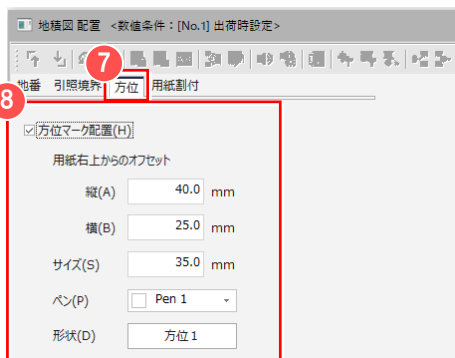 地積図 配置 <数値条件：[No.1] 出荷時設定>
7
地番 引照境界 方位 用紙割付
8
方位マーク配置(H)
用紙右上からのオフセット
縦(A) 40.0 mm
横(B) 25.0 mm
サイズ(S) 35.0 mm
ペン(P) Pen 1
形状(D) 方位1